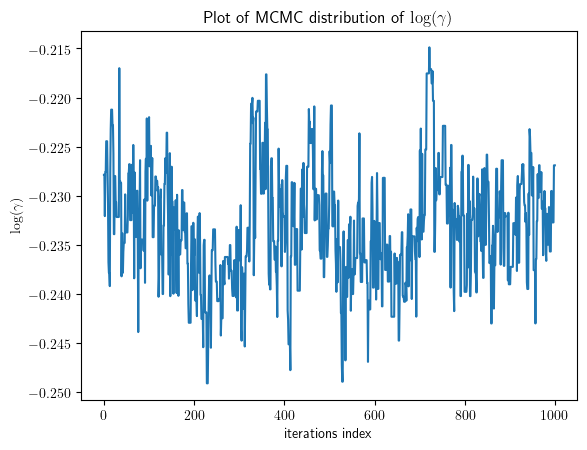 Plot of MCMC distribution of log(γ)
−0.215
−0.220
−0.225
−0.230
−0.235
−0.240
−0.245
−0.250
log(γ)
0 200 400 600 800 1000
iterations index